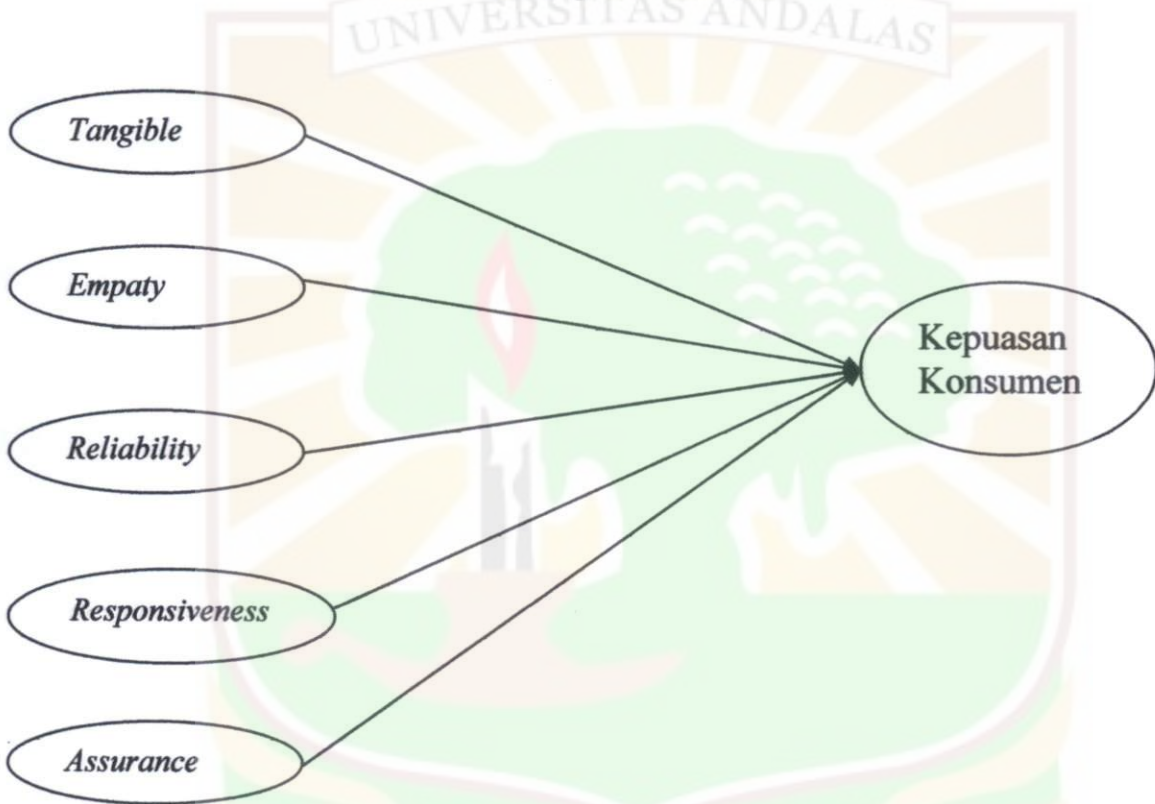 UNIVERSITAS ANDALAS
Tangible
Empaty
Reliability
Responsiveness
Assurance
Kepuasan
Konsumen